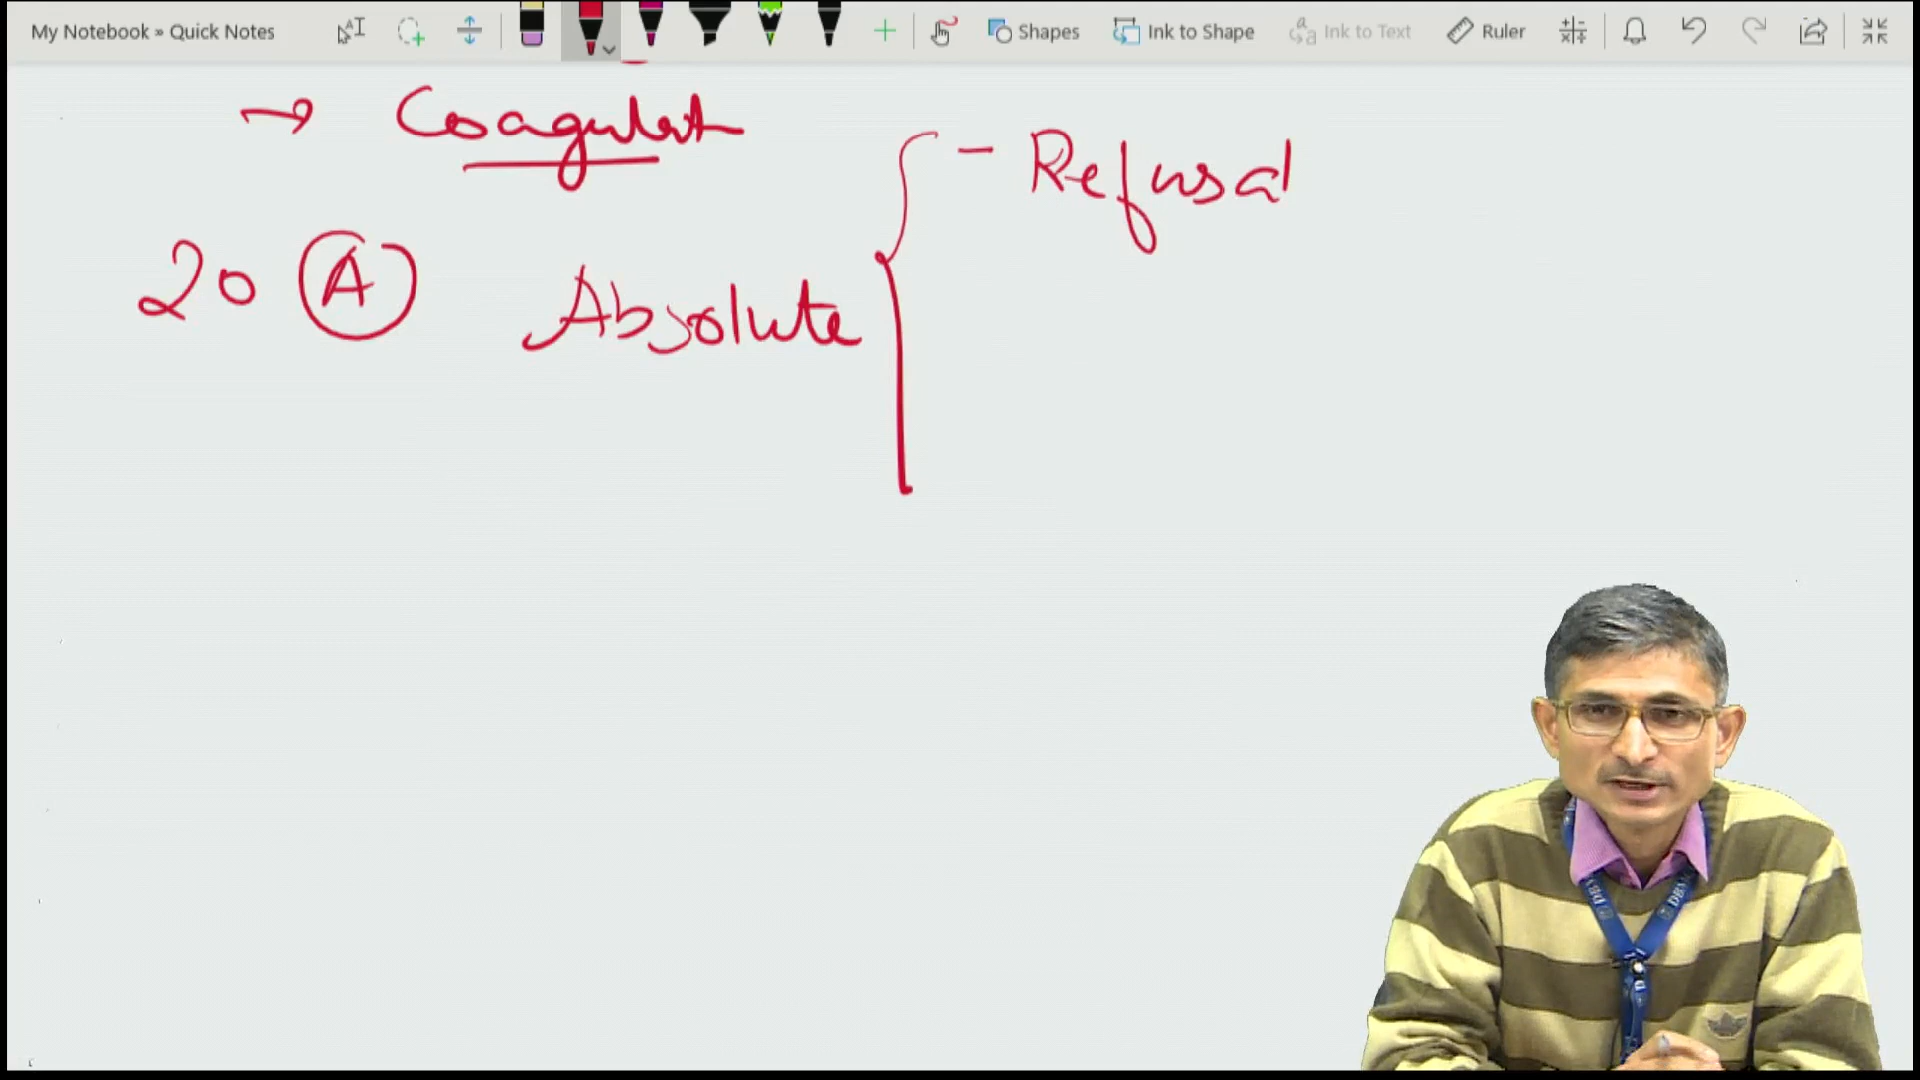 My Notebook » Quick Notes
Shapes
Ink to Shape
Ink to Text
Ruler
→ Coagulat
- Refusal
20 A Absolute